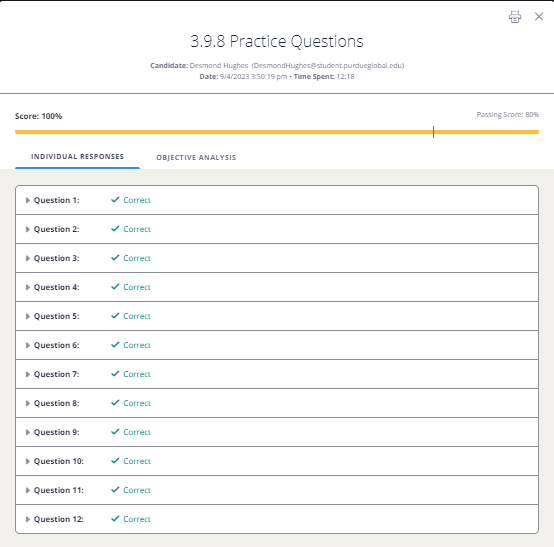 3.9.8 Practice Questions
Candidate: Desmond Hughes (DesmondHughes@student.purdueglobal.edu)
Date: 9/4/2023 3:50:19 pm • Time Spent: 12:18
Score: 100%
Passing Score: 80%
INDIVIDUAL RESPONSES
OBJECTIVE ANALYSIS
Question 1: Correct
Question 2: Correct
Question 3: Correct
Question 4: Correct
Question 5: Correct
Question 6: Correct
Question 7: Correct
Question 8: Correct
Question 9: Correct
Question 10: Correct
Question 11: Correct
Question 12: Correct